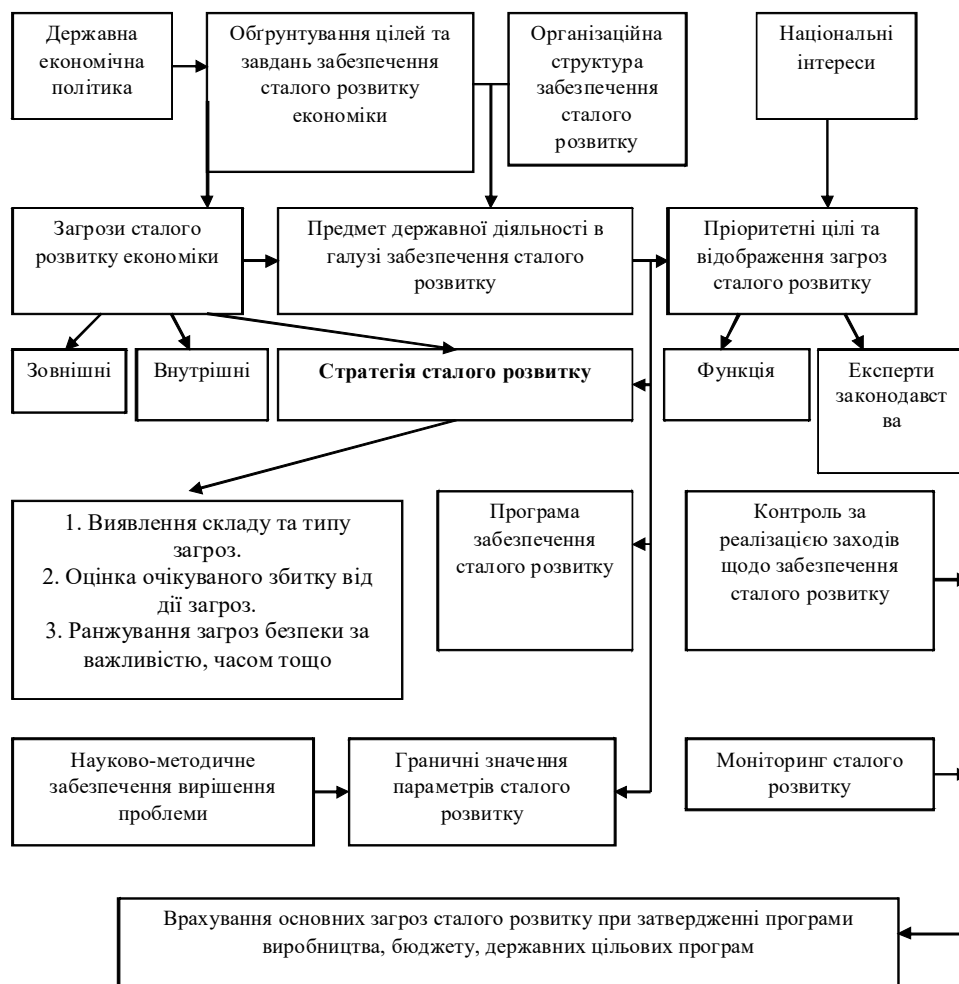 Державна
економічна
політика
Обґрунтування цілей та
завдань забезпечення
сталого розвитку
економіки
Організаційна
структура
забезпечення
сталого
розвитку
Національні
інтереси
Загрози сталого
розвитку економіки
Предмет державної діяльності в
галузі забезпечення сталого
розвитку
Пріоритетні цілі та
відображення загроз
сталого розвитку
Зовнішні
Внутрішні
Стратегія сталого розвитку
Функція
Експерти
законодавст
ва
1. Виявлення складу та типу
загроз.
2. Оцінка очікуваного збитку від
дії загроз.
3. Ранжування загроз безпеки за
важливістю, часом тощо
Програма
забезпечення
сталого розвитку
Контроль за
реалізацією заходів
щодо забезпечення
сталого розвитку
Науково-методичне
забезпечення вирішення
проблеми
Граничні значення
параметрів сталого
розвитку
Моніторинг сталого
розвитку
Врахування основних загроз сталого розвитку при затвердженні програми
виробництва, бюджету, державних цільових програм